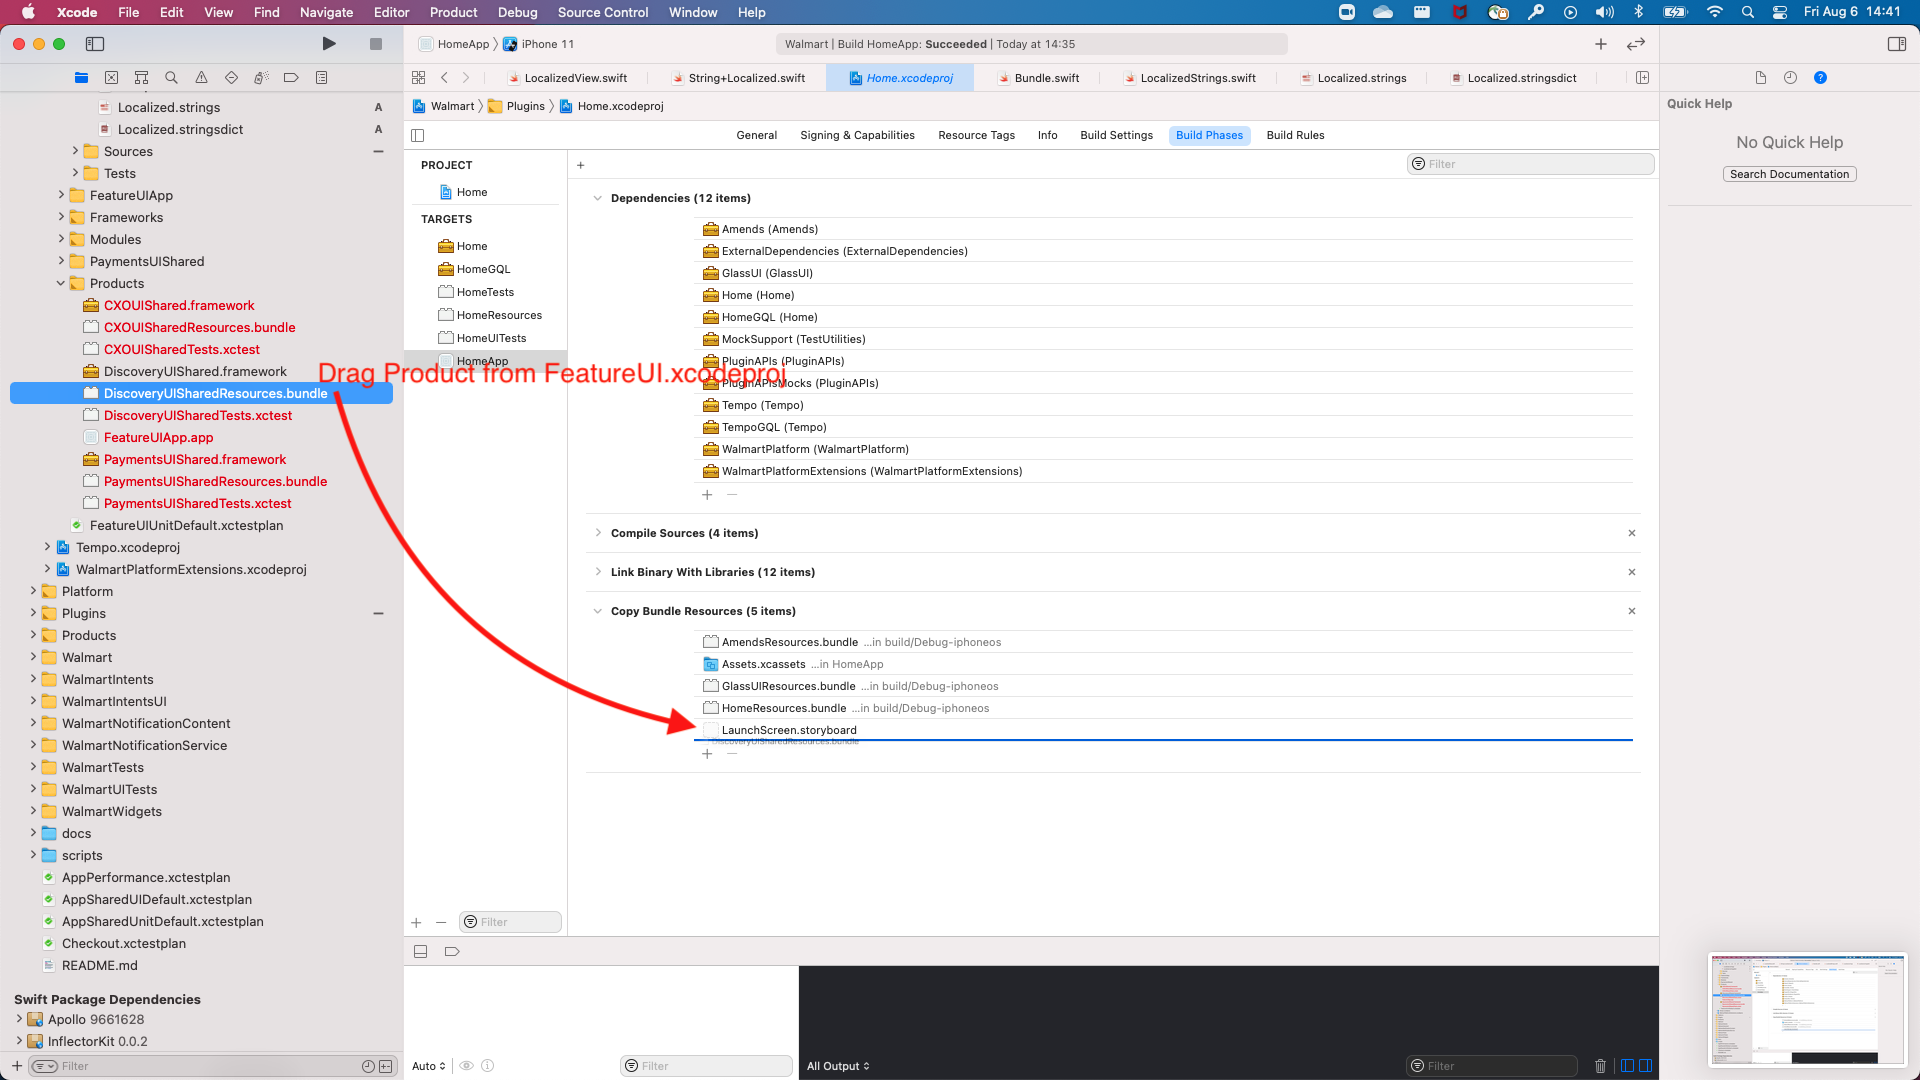 Xcode File Edit View Find Navigate Editor Product Debug Source Control Window Help Fri Aug 6 14:41
HomeApp iPhone 11 Walmart | Build HomeApp: Succeeded | Today at 14:35
LocalizedView.swift String+Localized.swift Home.xcodeproj Bundle.swift LocalizedStrings.swift Localized.strings Localized.stringsdict
Walmart Plugins Home.xcodeproj
General Signing & Capabilities Resource Tags Info Build Settings Build Phases Build Rules
Localized.strings A
Localized.stringsdict A
Sources
Tests
FeatureUIApp
Frameworks
Modules
PaymentsUIShared
Products
CXOUIShared.framework
CXOUISharedResources.bundle
CXOUISharedTests.xctest
DiscoveryUIShared.framework
DiscoveryUISharedResources.bundle
DiscoveryUISharedTests.xctest
FeatureUIApp.app
PaymentsUIShared.framework
PaymentsUISharedResources.bundle
PaymentsUISharedTests.xctest
FeatureUIUnitDefault.xctestplan
Tempo.xcodeproj
WalmartPlatformExtensions.xcodeproj
Platform
Plugins
Products
Walmart
WalmartIntents
WalmartIntentsUI
WalmartNotificationContent
WalmartNotificationService
WalmartTests
WalmartUITests
WalmartWidgets
docs
scripts
AppPerformance.xctestplan
AppSharedUIDefault.xctestplan
AppSharedUnitDefault.xctestplan
Checkout.xctestplan
README.md
Swift Package Dependencies
Apollo 9661628
InflectorKit 0.0.2
Filter
PROJECT
Home
TARGETS
Home
HomeGQL
HomeTests
HomeResources
HomeUITests
HomeApp
Filter
Drag Product from FeatureUI.xcodeproj
Filter
Dependencies (12 items)
Amends (Amends)
ExternalDependencies (ExternalDependencies)
GlassUI (GlassUI)
Home (Home)
HomeGQL (Home)
MockSupport (TestUtilities)
PluginAPIs (PluginAPIs)
PluginAPIsMocks (PluginAPIs)
Tempo (Tempo)
TempoGQL (Tempo)
WalmartPlatform (WalmartPlatform)
WalmartPlatformExtensions (WalmartPlatformExtensions)
Compile Sources (4 items)
Link Binary With Libraries (12 items)
Copy Bundle Resources (5 items)
AmendsResources.bundle ...in build/Debug-iphoneos
Assets.xcassets ...in HomeApp
GlassUIResources.bundle ...in build/Debug-iphoneos
HomeResources.bundle ...in build/Debug-iphoneos
LaunchScreen.storyboard
DiscoveryUISharedResources.bundle
Auto Filter All Output Filter
Quick Help
No Quick Help
Search Documentation